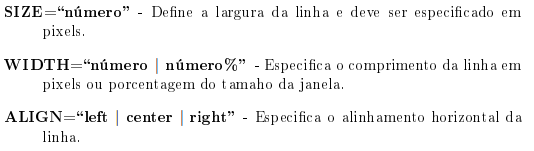 SIZE=“número” - Define a largura da linha e deve ser especificado em
pixels.
WIDTH=“número | número%” - Especifica o comprimento da linha em
pixels ou porcentagem do tamaho da janela.
ALIGN=“left | center | right” - Especifica o alinhamento horizontal da
linha.